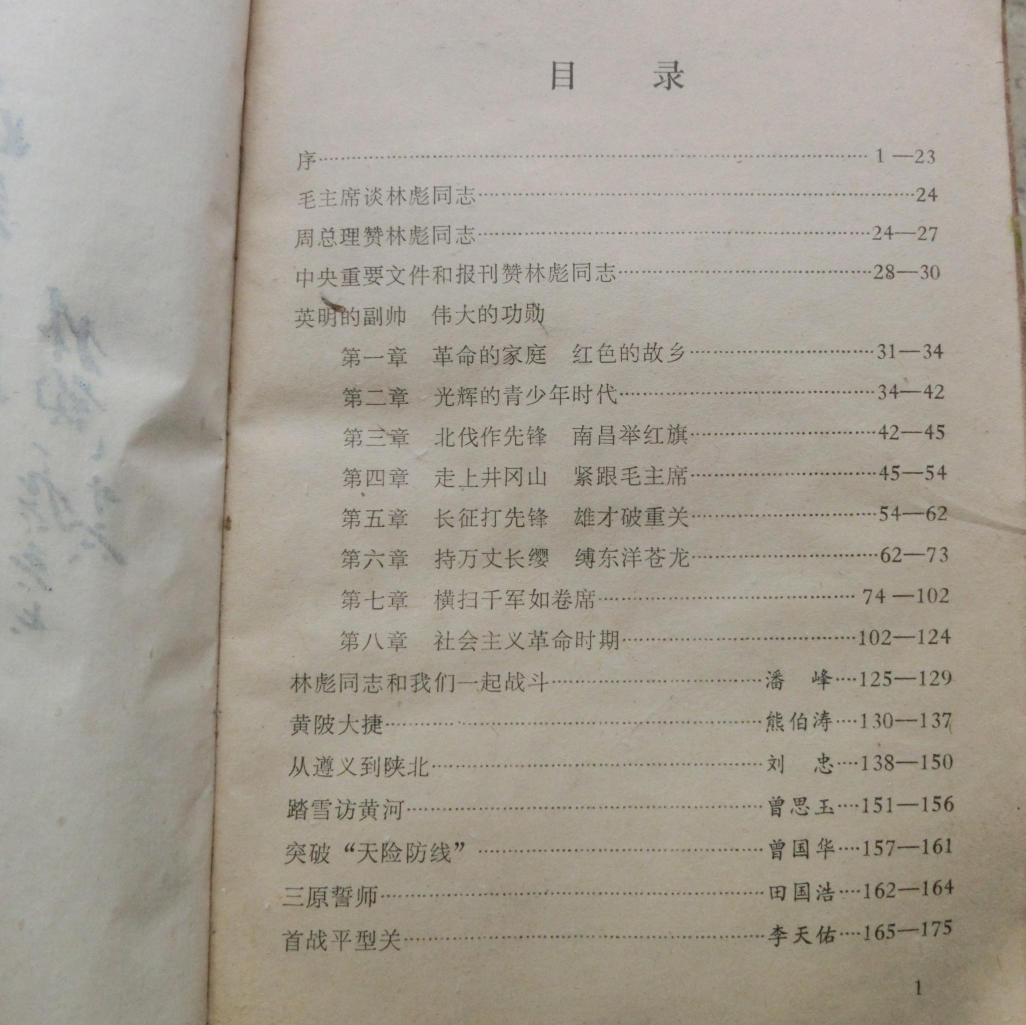 目 录
序……1—23
毛主席谈林彪同志……24
周总理赞林彪同志……24—27
中央重要文件和报刊赞林彪同志……28—30
英明的副帅 伟大的功勋
第一章 革命的家庭 红色的故乡……31—34
第二章 光辉的青少年时代……34—42
第三章 北伐作先锋 南昌举红旗……42—45
第四章 走上井冈山 紧跟毛主席……45—54
第五章 长征打先锋 雄才破重关……54—62
第六章 持万丈长缨 缚东洋苍龙……62—73
第七章 横扫千军如卷席……74—102
第八章 社会主义革命时期……102—124
林彪同志和我们一起战斗……潘 峰…125—129
黄陂大捷……熊伯涛…130—137
从遵义到陕北……刘 忠…138—150
踏雪访黄河……曾思玉…151—156
突破“天险防线”……曾国华…157—161
三原誓师……田国浩…162—164
首战平型关……李天佑…165—175
1